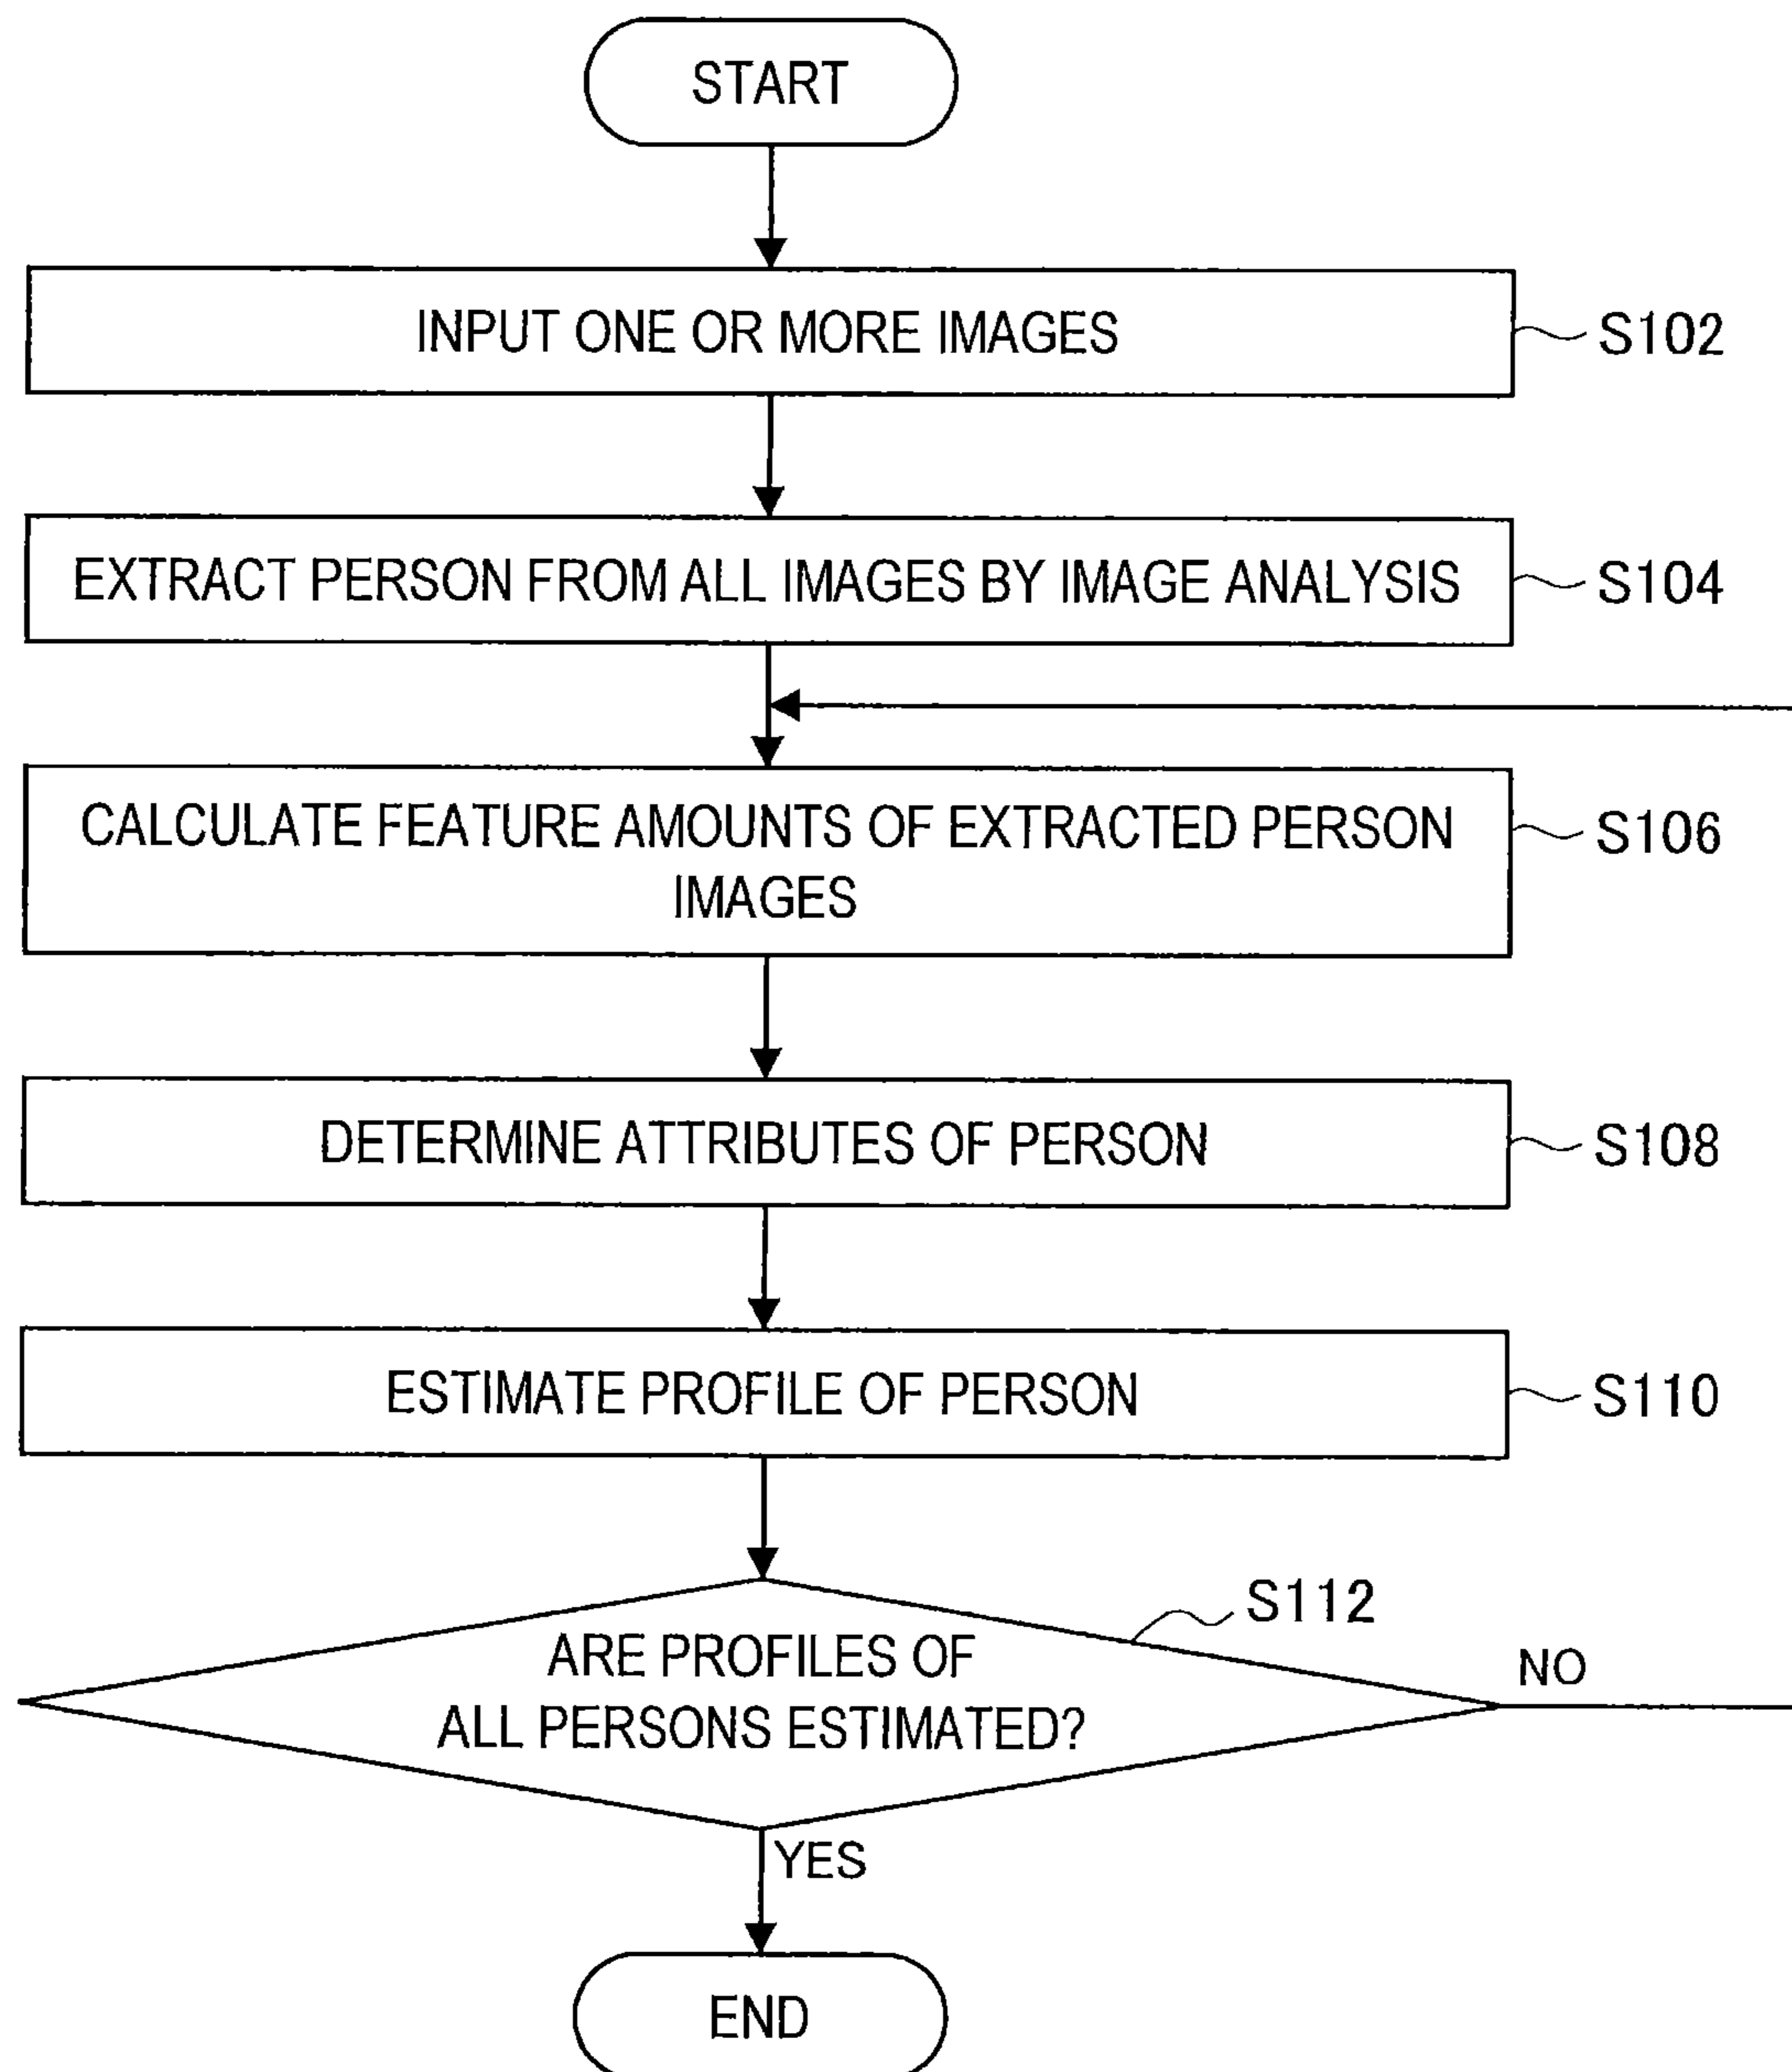 START
INPUT ONE OR MORE IMAGES
S102
EXTRACT PERSON FROM ALL IMAGES BY IMAGE ANALYSIS
S104
CALCULATE FEATURE AMOUNTS OF EXTRACTED PERSON
IMAGES
S106
DETERMINE ATTRIBUTES OF PERSON
S108
ESTIMATE PROFILE OF PERSON
S110
S112
ARE PROFILES OF
ALL PERSONS ESTIMATED?
NO
YES
END